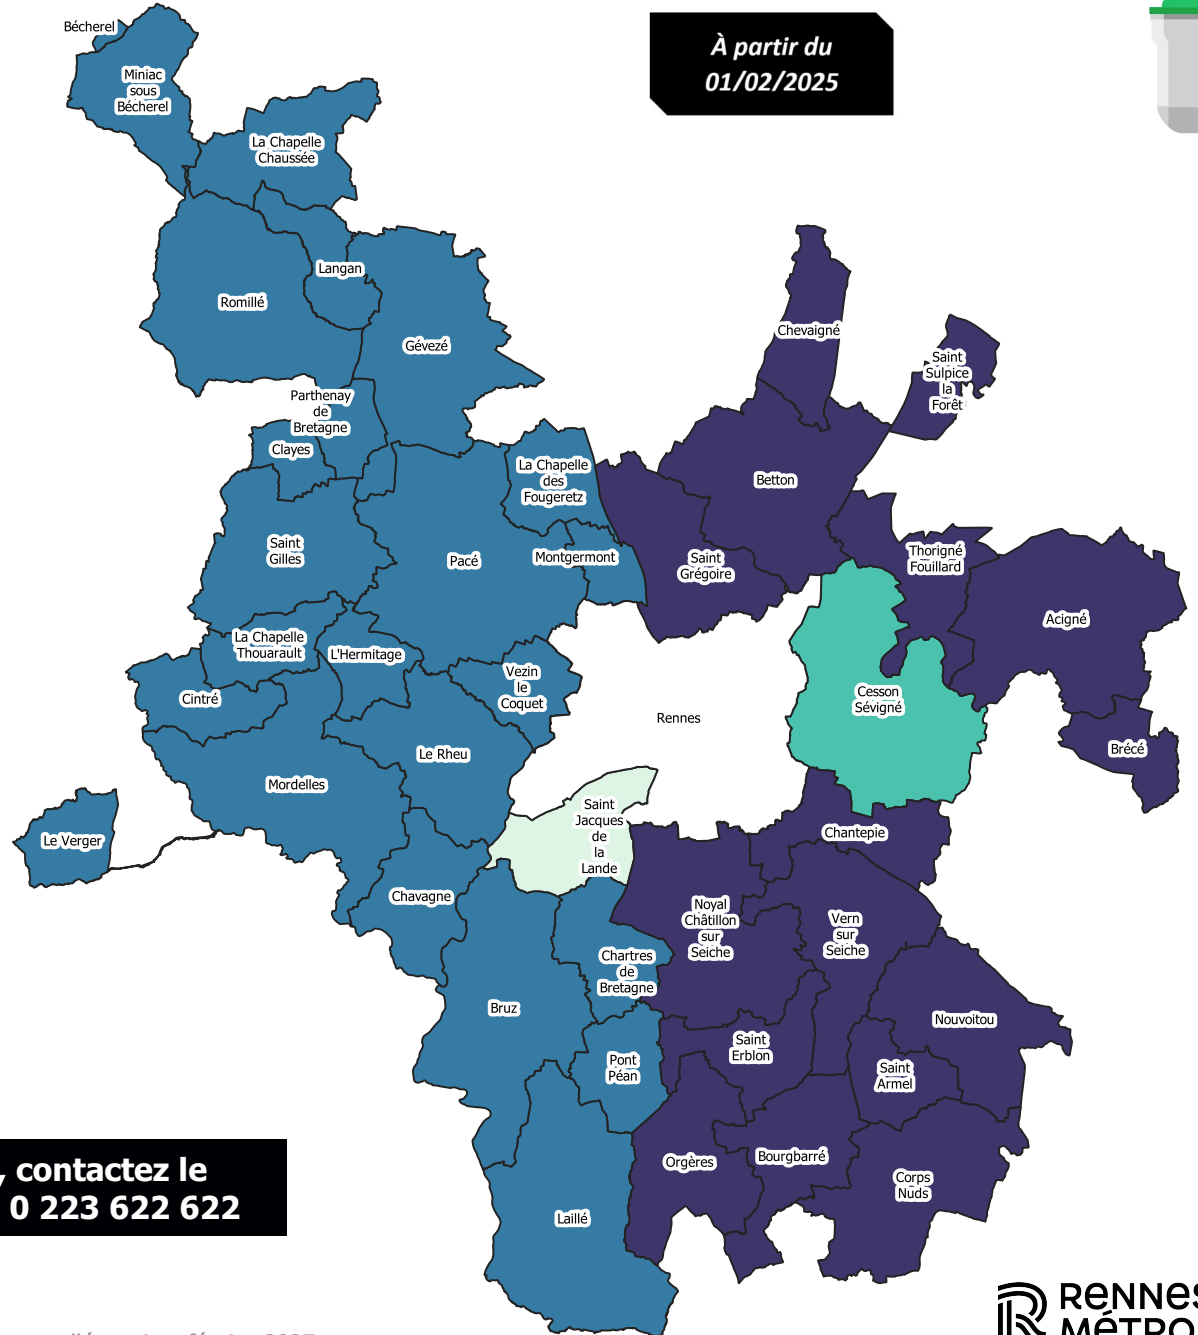 Bécherel
À partir du
01/02/2025
Miniac
sous
Bécherel
La Chapelle
Chaussée
Langan
Romillé
Gévezé
Chevaigné
Saint
Sulpice
la
Forêt
Parthenay
de
Bretagne
Clayes
La Chapelle
des
Fougeretz
Betton
Saint
Gilles
Pacé
Montgermont
Saint
Grégoire
Thorigné
Fouillard
Acigné
La Chapelle
Thouarault
L'Hermitage
Cintré
Vezin
le
Coquet
Rennes
Cesson
Sévigné
Brécé
Le Rheu
Mordelles
Le Verger
Saint
Jacques
de
la
Lande
Chantepie
Chavagne
Noyal
Châtillon
sur
Seiche
Vern
sur
Seiche
Chartres
de
Bretagne
Bruz
Nouvoitou
Saint
Erblon
Pont
Péan
Saint
Armel
Orgères
Bourgbarré
Corps
Nuds
Laillé
, contactez le
0 223 622 622
RENNES
MÉTRO